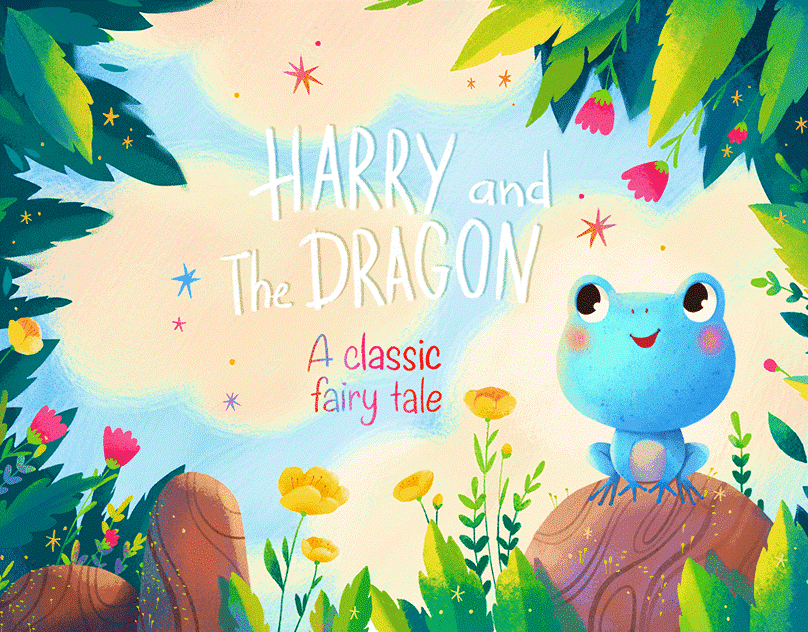 HARRY and
The DRAGON
A classic
fairy tale